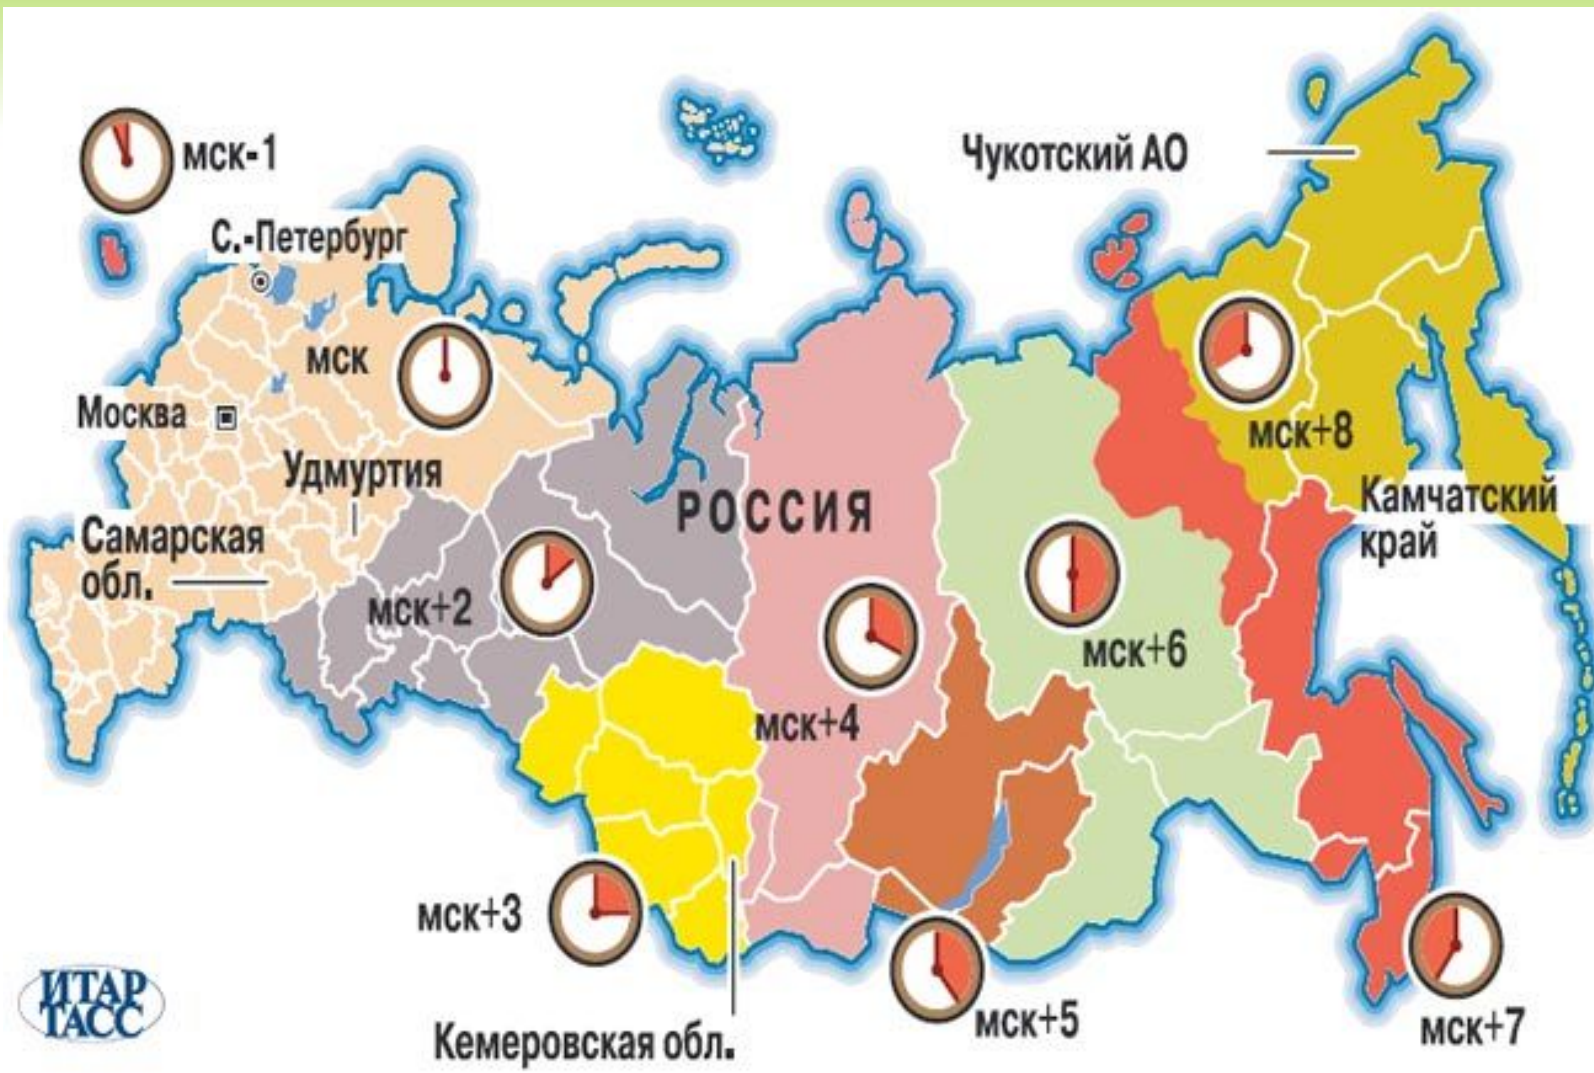 мск-1
Чукотский АО
С.-Петербург
мск
Москва
мск+8
Удмуртия
РОССИЯ
Камчатский
край
Самарская
обл.
мск+2
мск+6
мск+4
мск+3
мск+5
мск+7
Кемеровская обл.
ИТАР
ТАСС